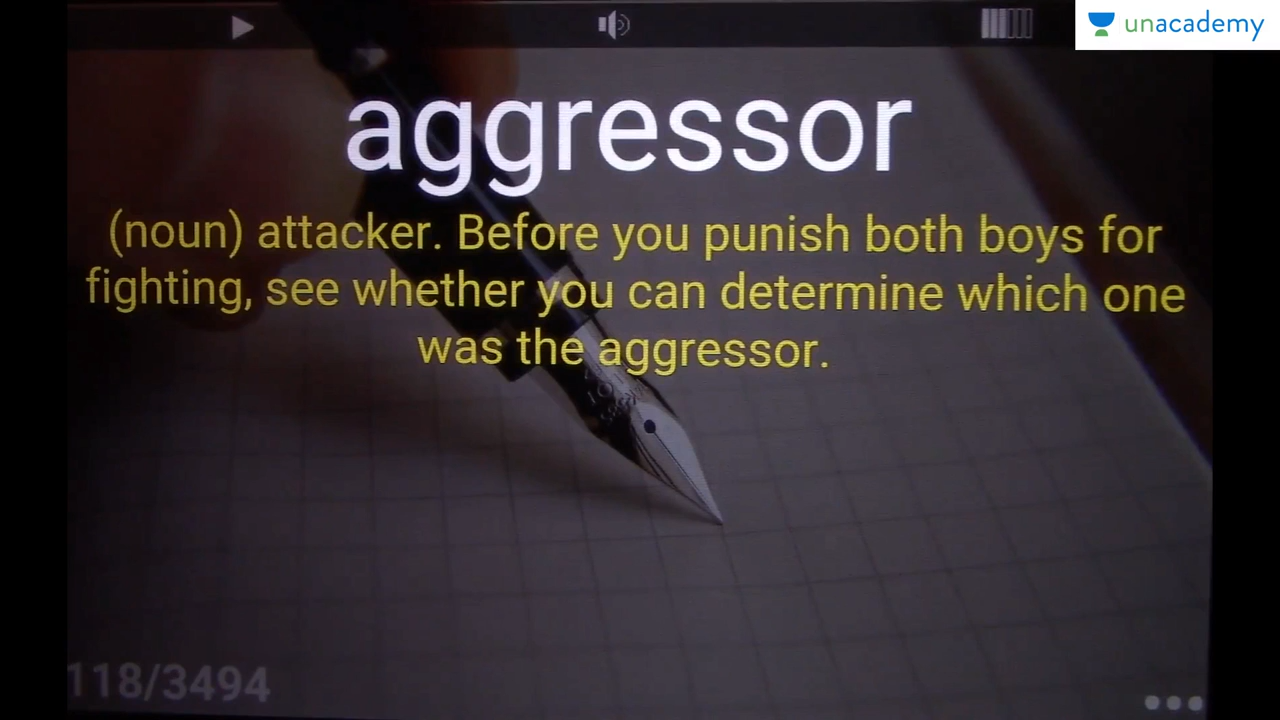 unacademy
aggressor
(noun) attacker. Before you punish both boys for
fighting, see whether you can determine which one
was the aggressor.
118/3494